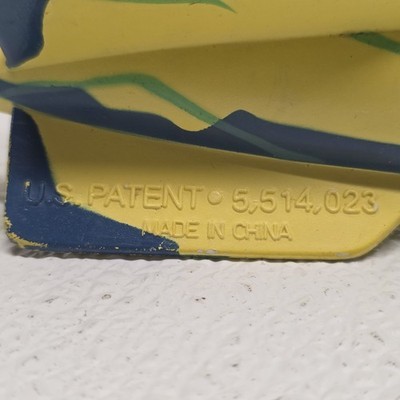 U.S. PATENT • 5,514,023
MADE IN CHINA